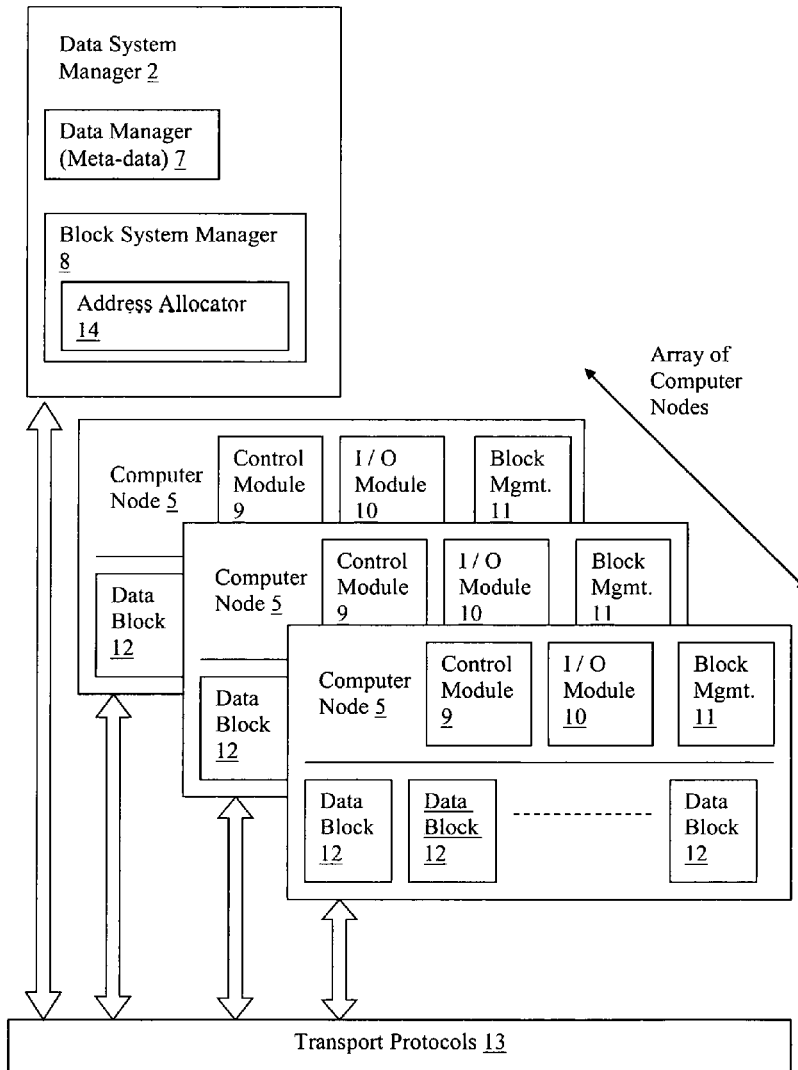 Data System
Manager 2
Data Manager
(Meta-data) 7
Block System Manager
8
Address Allocator
14
Array of
Computer
Nodes
Computer
Node 5
Control
Module
9
I / O
Module
10
Block
Mgmt.
11
Data
Block
12
Computer
Node 5
Control
Module
9
I / O
Module
10
Block
Mgmt.
11
Data
Block
12
Computer
Node 5
Control
Module
9
I / O
Module
10
Block
Mgmt.
11
Data
Block
12
Data
Block
12
Data
Block
12
Transport Protocols 13